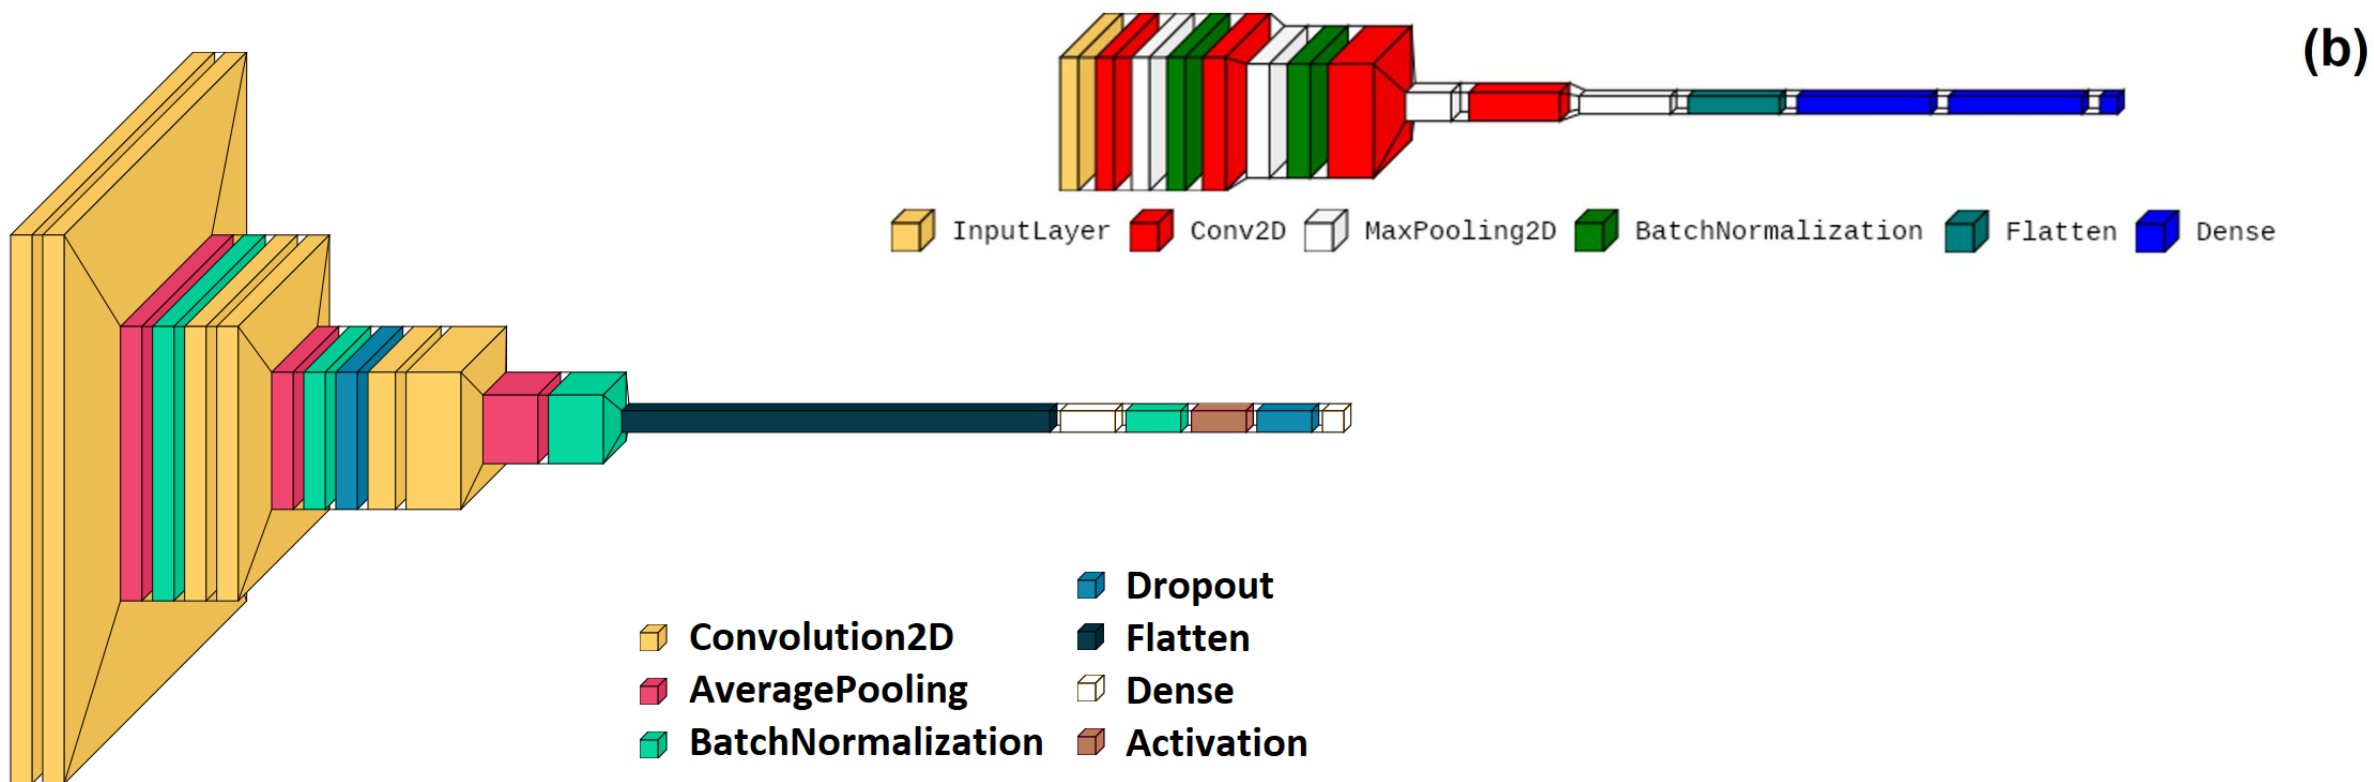 (b)
InputLayer Conv2D MaxPooling2D BatchNormalization Flatten Dense
Dropout
Convolution2D Flatten
AveragePooling Dense
BatchNormalization Activation